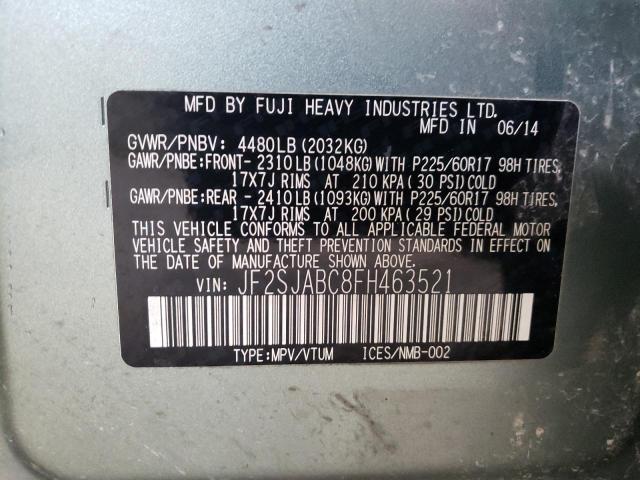 MFD BY FUJI HEAVY INDUSTRIES LTD.
MFD IN 06/14
GVWR/PNBV: 4480LB (2032KG)
GAWR/PNBE:FRONT- 2310LB (1048KG) WITH P225/60R17 98H TIRES,
17X7J RIMS AT 210 KPA (30 PSI) COLD
GAWR/PNBE:REAR - 2410LB (1093KG) WITH P225/60R17 98H TIRES,
17X7J RIMS AT 200 KPA (29 PSI) COLD
THIS VEHICLE CONFORMS TO ALL APPLICABLE FEDERAL MOTOR
VEHICLE SAFETY AND THEFT PREVENTION STANDARDS IN EFFECT ON
THE DATE OF MANUFACTURE SHOWN ABOVE.
VIN: JF2SJABC8FH463521
TYPE:MPV/VTUM ICES/NMB-002